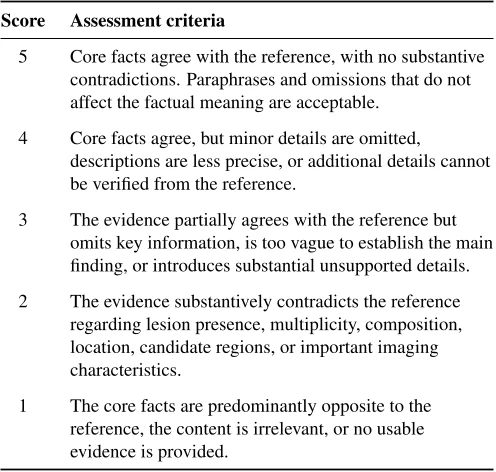 Score Assessment criteria
5 Core facts agree with the reference, with no substantive
contradictions. Paraphrases and omissions that do not
affect the factual meaning are acceptable.
4 Core facts agree, but minor details are omitted,
descriptions are less precise, or additional details cannot
be verified from the reference.
3 The evidence partially agrees with the reference but
omits key information, is too vague to establish the main
finding, or introduces substantial unsupported details.
2 The evidence substantively contradicts the reference
regarding lesion presence, multiplicity, composition,
location, candidate regions, or important imaging
characteristics.
1 The core facts are predominantly opposite to the
reference, the content is irrelevant, or no usable
evidence is provided.